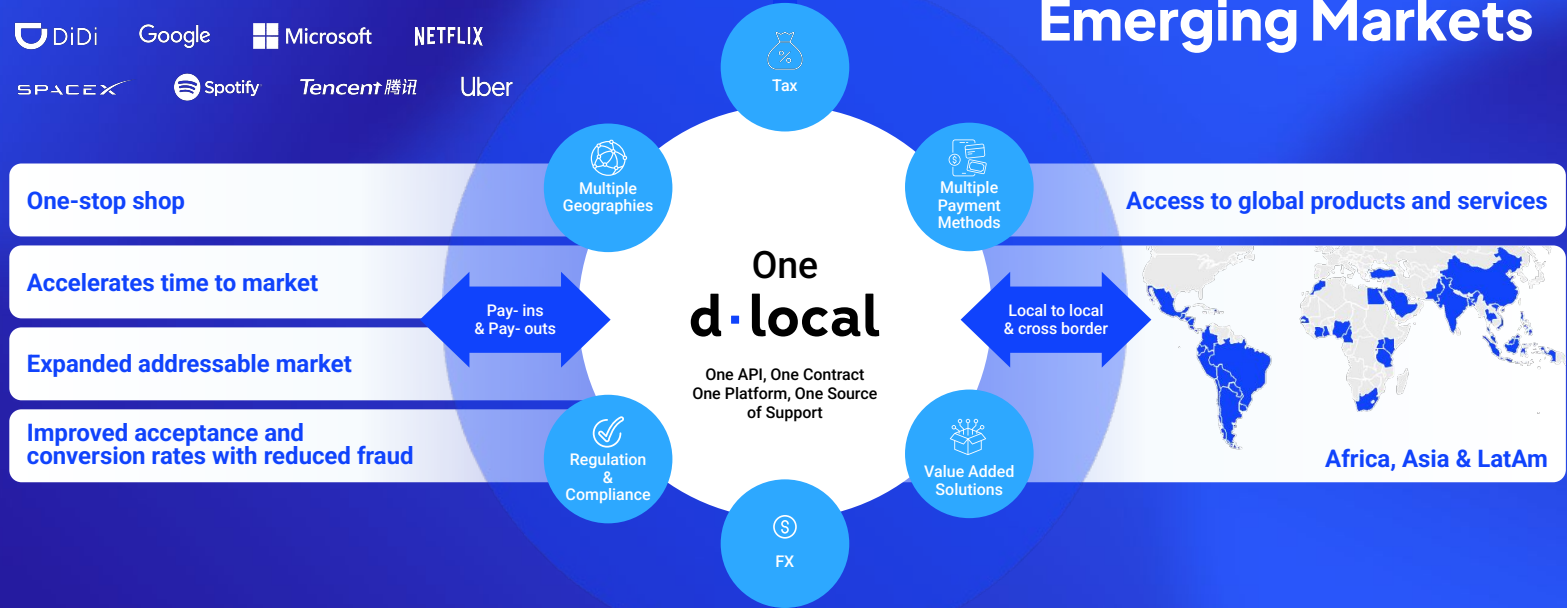 DiDi
Google
Microsoft
NETFLIX
SPACEX
Spotify
Tencent 腾讯
Uber
Emerging Markets
One-stop shop
Accelerates time to market
Expanded addressable market
Improved acceptance and
conversion rates with reduced fraud
Pay- ins
& Pay- outs
Tax
Multiple
Geographies
Multiple
Payment
Methods
One
d·local
One API, One Contract
One Platform, One Source
of Support
Regulation
&
Compliance
Value Added
Solutions
FX
Local to local
& cross border
Access to global products and services
Africa, Asia & LatAm